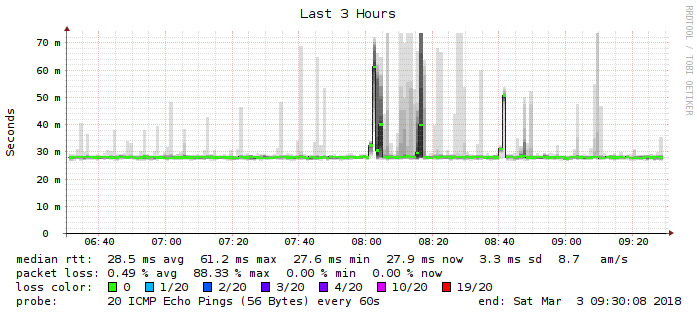 Last 3 Hours
RRDTOOL / TOBI OETIKER
Seconds
70 m
60 m
50 m
40 m
30 m
20 m
10 m
0
06:40 07:00 07:20 07:40 08:00 08:20 08:40 09:00 09:20
median rtt: 28.5 ms avg 61.2 ms max 27.6 ms min 27.9 ms now 3.3 ms sd 8.7 am/s
packet loss: 0.49 % avg 88.33 % max 0.00 % min 0.00 % now
loss color: 0 1/20 2/20 3/20 4/20 10/20 19/20
probe: 20 ICMP Echo Pings (56 Bytes) every 60s end: Sat Mar 3 09:30:08 2018